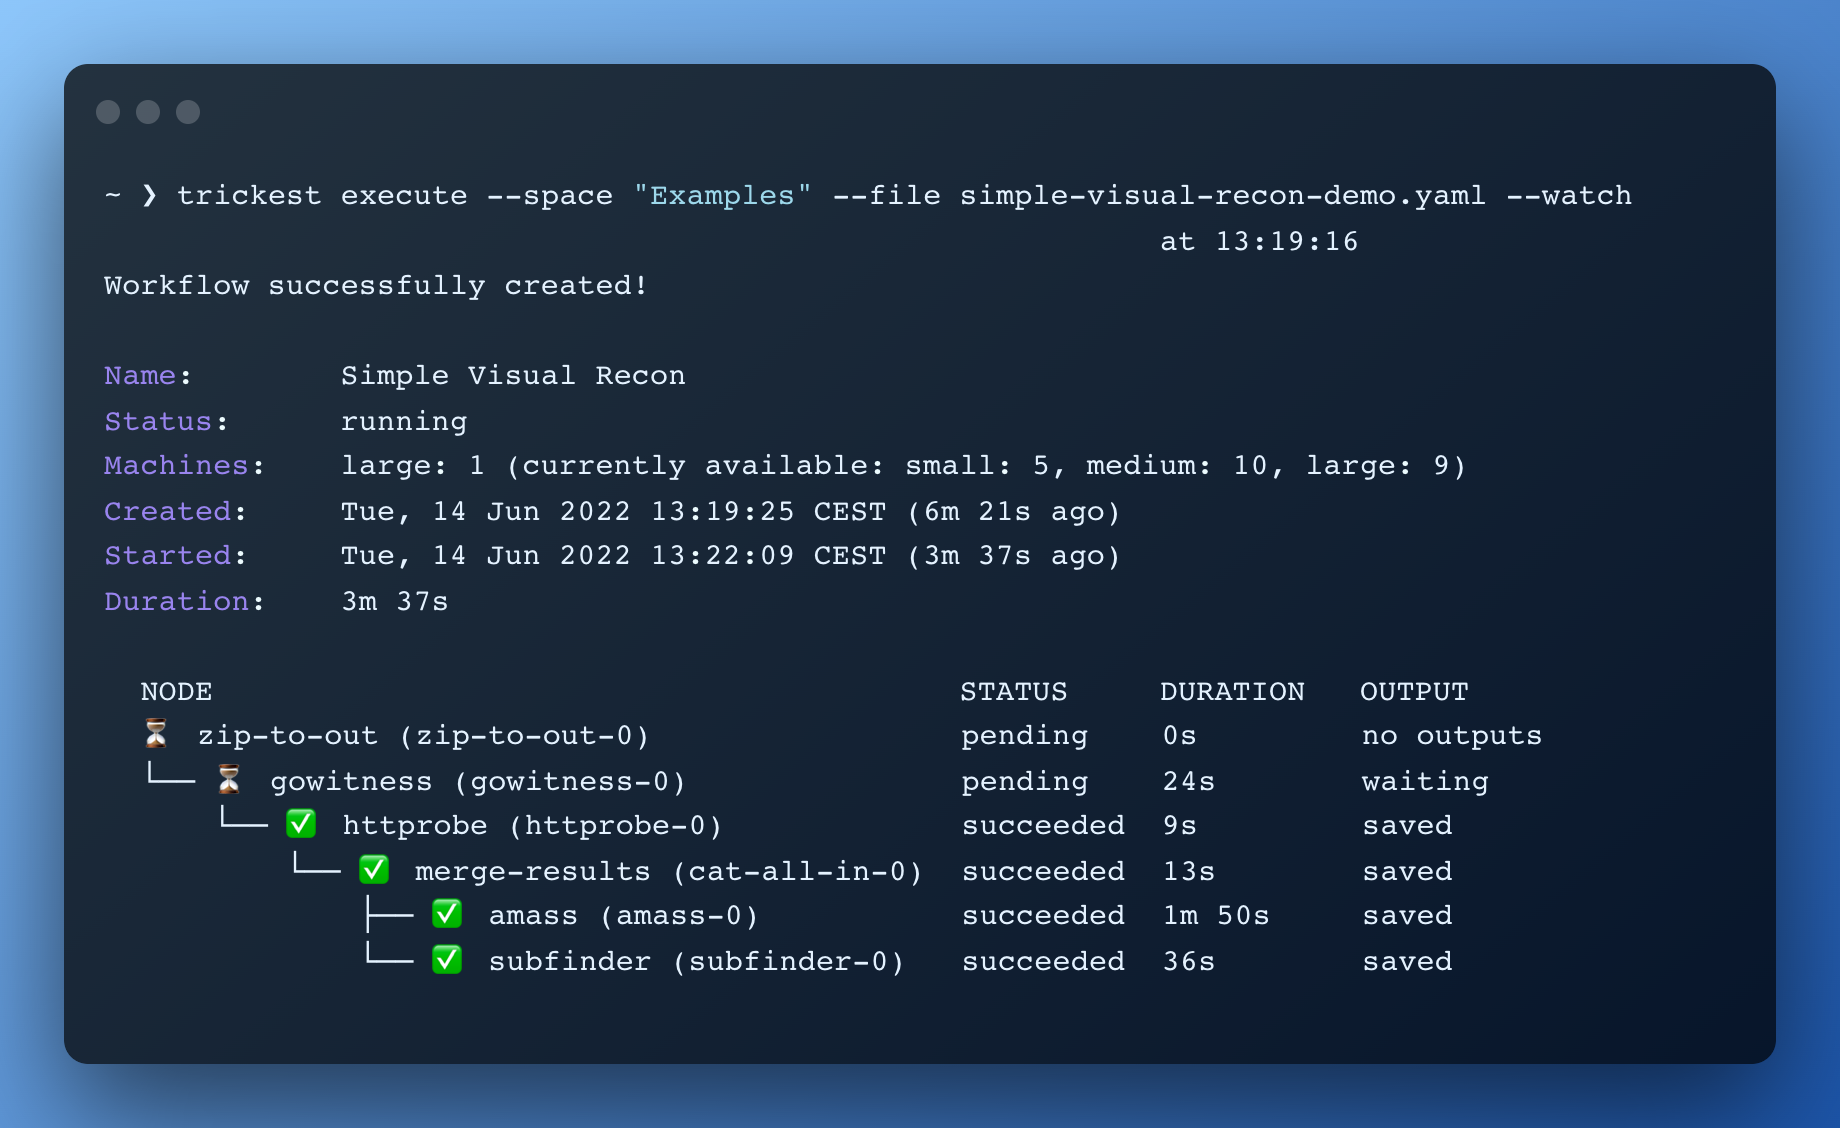 ~ ❯ trickest execute --space "Examples" --file simple-visual-recon-demo.yaml --watch
at 13:19:16
Workflow successfully created!
Name: Simple Visual Recon
Status: running
Machines: large: 1 (currently available: small: 5, medium: 10, large: 9)
Created: Tue, 14 Jun 2022 13:19:25 CEST (6m 21s ago)
Started: Tue, 14 Jun 2022 13:22:09 CEST (3m 37s ago)
Duration: 3m 37s
NODE STATUS DURATION OUTPUT
⏳ zip-to-out (zip-to-out-0) pending 0s no outputs
└── ⏳ gowitness (gowitness-0) pending 24s waiting
└── ✅ httprobe (httprobe-0) succeeded 9s saved
└── ✅ merge-results (cat-all-in-0) succeeded 13s saved
├── ✅ amass (amass-0) succeeded 1m 50s saved
└── ✅ subfinder (subfinder-0) succeeded 36s saved